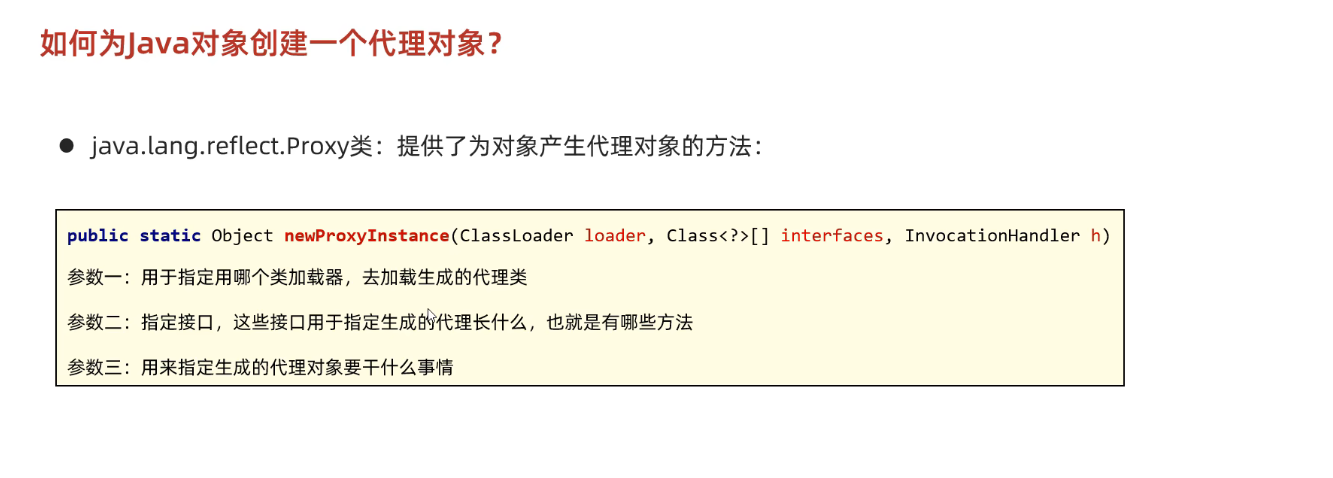 如何为Java对象创建一个代理对象？
● java.lang.reflect.Proxy类：提供了为对象产生代理对象的方法：
public static Object newProxyInstance(ClassLoader loader, Class<?>[] interfaces, InvocationHandler h)
参数一：用于指定用哪个类加载器，去加载生成的代理类
参数二：指定接口，这些接口用于指定生成的代理长什么，也就是有哪些方法
参数三：用来指定生成的代理对象要干什么事情